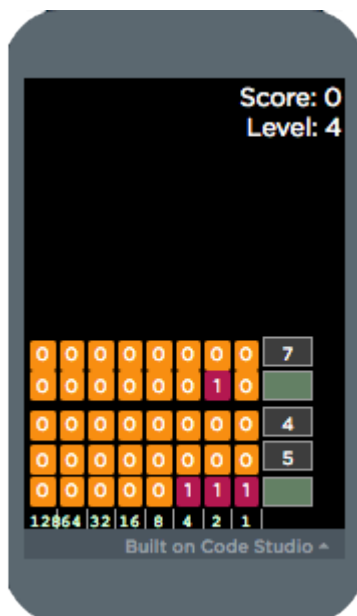 Score: 0
Level: 4
0 0 0 0 0 0 0 0 7
0 0 0 0 0 0 1 0
0 0 0 0 0 0 0 0 4
0 0 0 0 0 0 0 0 5
0 0 0 0 0 1 1 1
128 64 32 16 8 4 2 1
Built on Code Studio